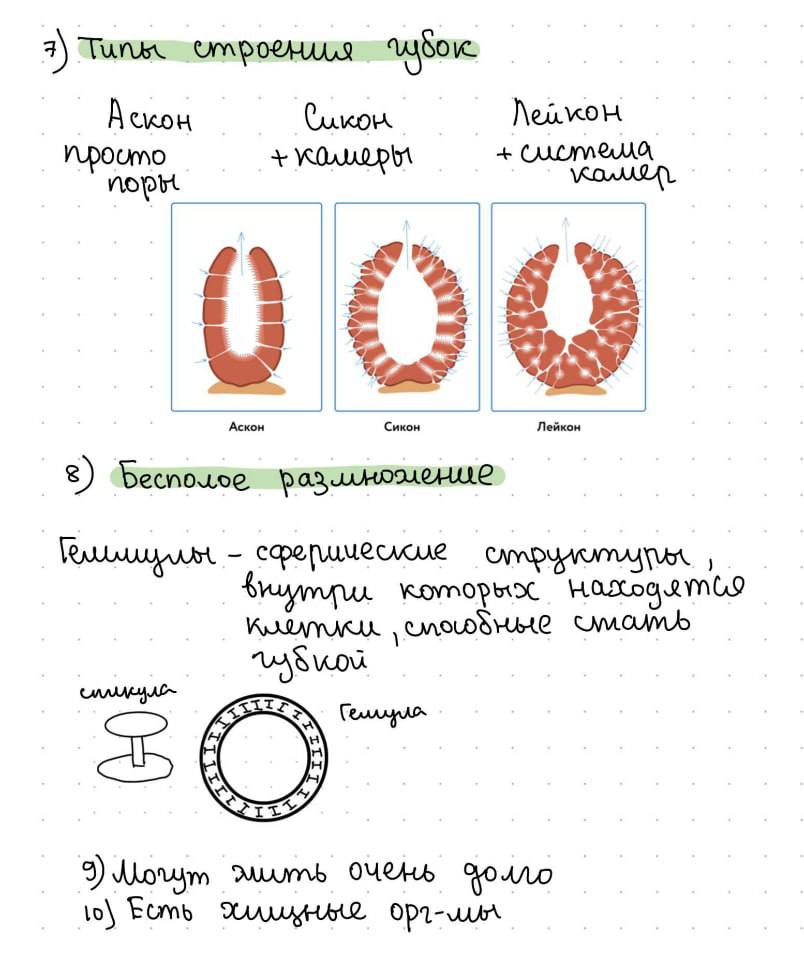 7) Типы строения губок
Аскон
просто
поры
Сикон
+ камеры
Лейкон
+ система
камер
Аскон
Сикон
Лейкон
8) Бесполое размножение
Геммулы – сферические структуры,
внутри которых находятся
клетки, способные стать
губкой
спикула
Гемула
9) Могут жить очень долго
10) Есть хищные орг-мы